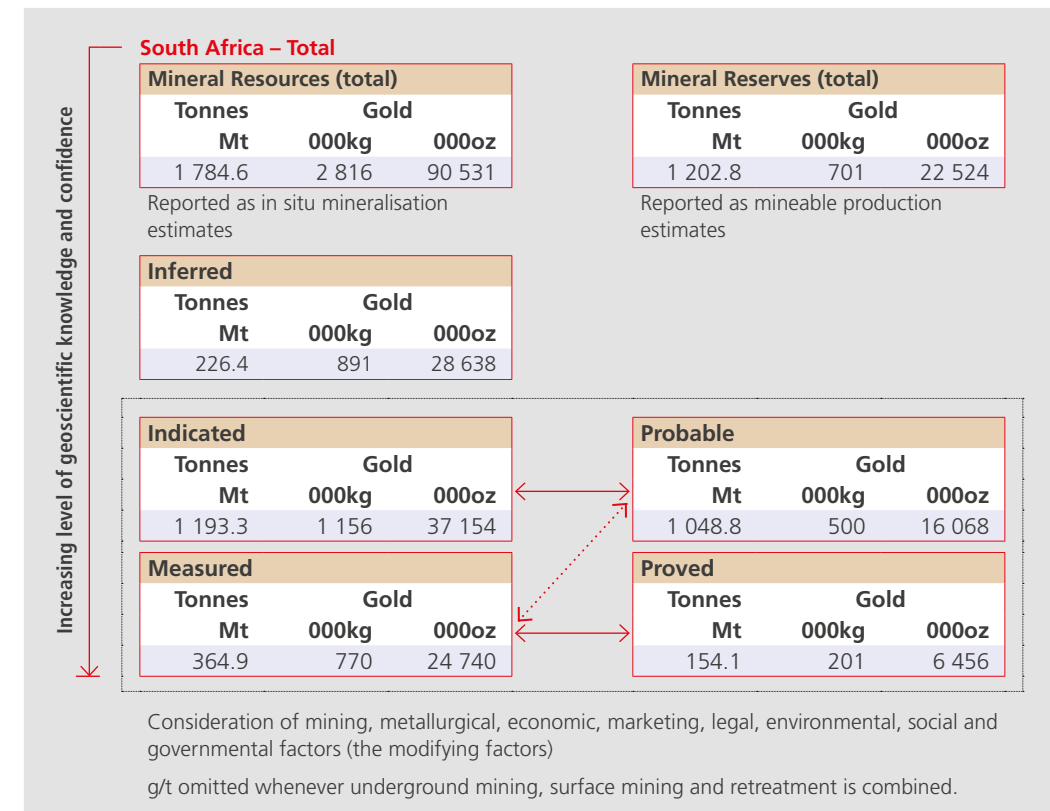 South Africa – Total
Increasing level of geoscientific knowledge and confidence
Mineral Resources (total)
Tonnes Gold
Mt 000kg 000oz
1 784.6 2 816 90 531
Reported as in situ mineralisation
estimates
Mineral Reserves (total)
Tonnes Gold
Mt 000kg 000oz
1 202.8 701 22 524
Reported as mineable production
estimates
Inferred
Tonnes Gold
Mt 000kg 000oz
226.4 891 28 638
Indicated
Tonnes Gold
Mt 000kg 000oz
1 193.3 1 156 37 154
Probable
Tonnes Gold
Mt 000kg 000oz
1 048.8 500 16 068
Measured
Tonnes Gold
Mt 000kg 000oz
364.9 770 24 740
Proved
Tonnes Gold
Mt 000kg 000oz
154.1 201 6 456
Consideration of mining, metallurgical, economic, marketing, legal, environmental, social and
governmental factors (the modifying factors)
g/t omitted whenever underground mining, surface mining and retreatment is combined.